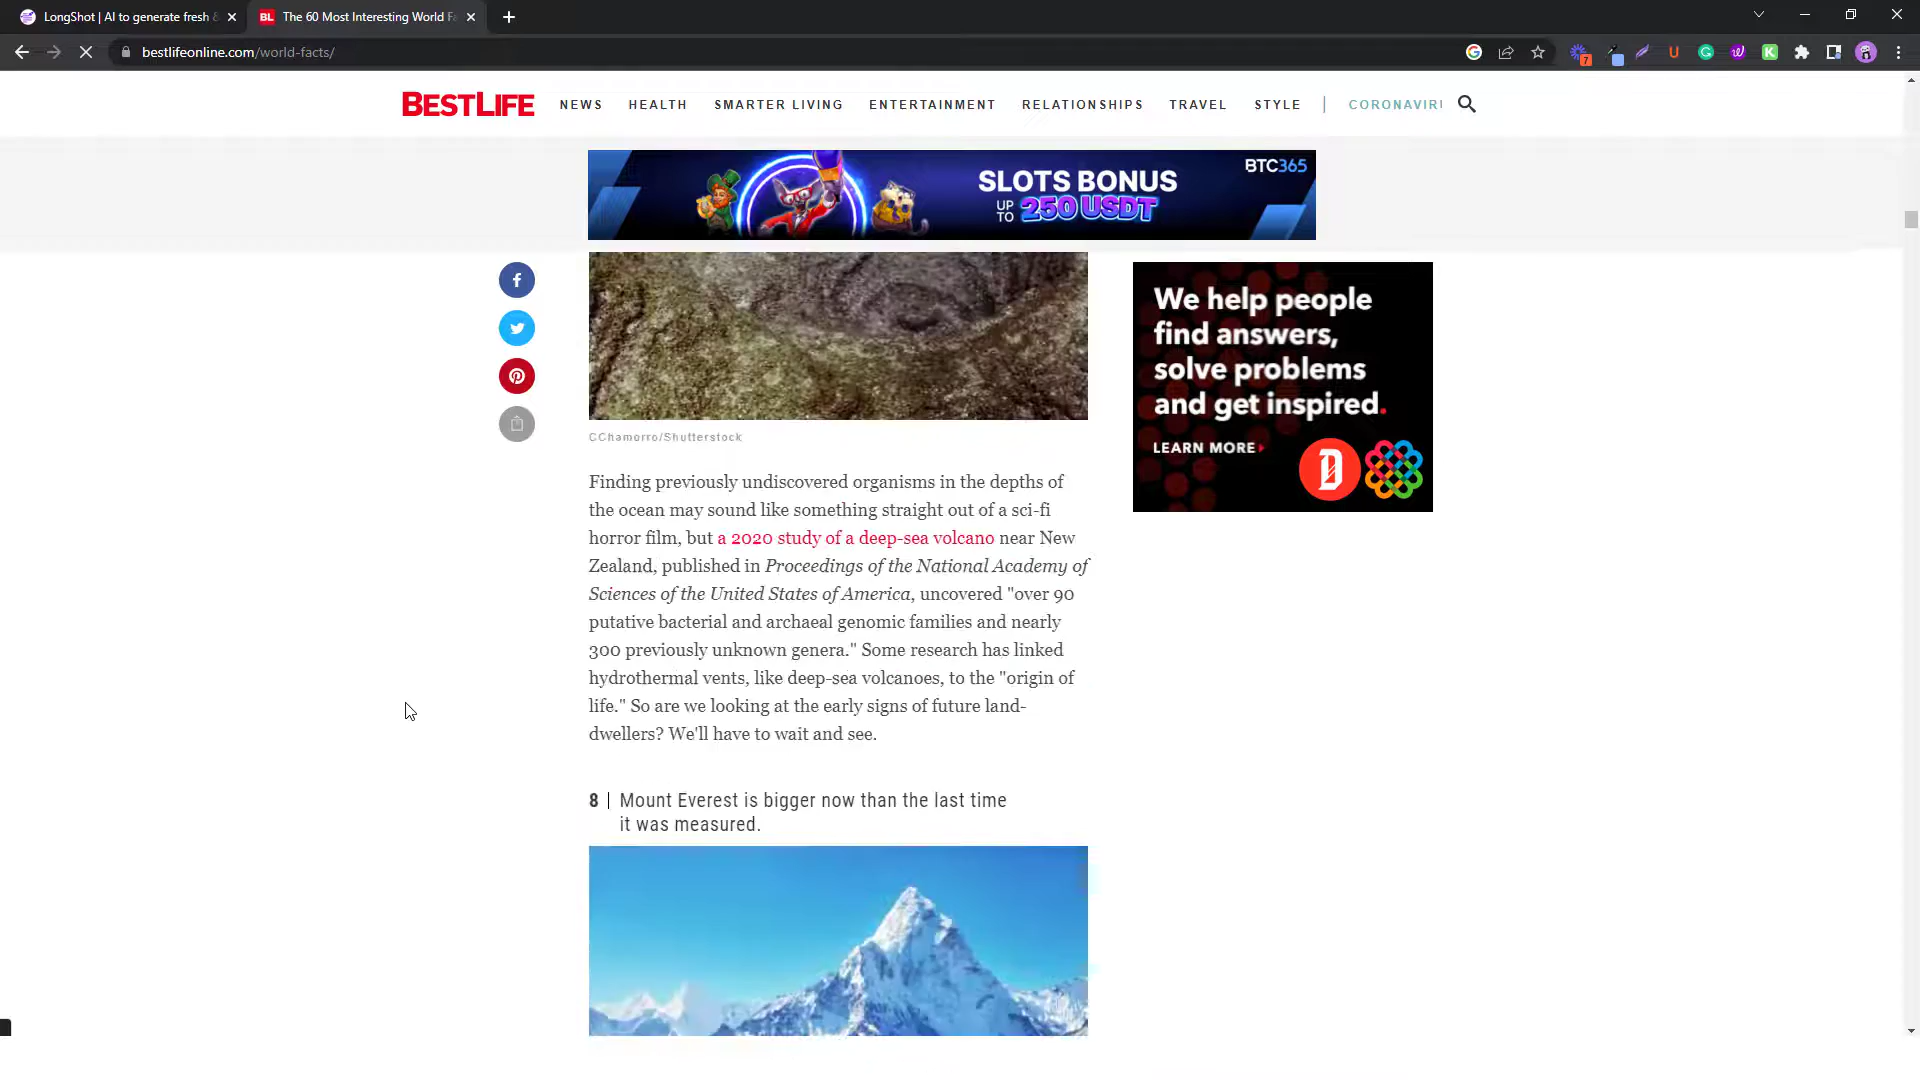 LongShot | AI to generate fresh &
BL The 60 Most Interesting World Fa
bestlifeonline.com/world-facts/
7
BESTLIFE NEWS HEALTH SMARTER LIVING ENTERTAINMENT RELATIONSHIPS TRAVEL STYLE | CORONAVIRU
BTC365
SLOTS BONUS
UP TO 250 USDT
CChamorro/Shutterstock
Finding previously undiscovered organisms in the depths of
the ocean may sound like something straight out of a sci-fi
horror film, but a 2020 study of a deep-sea volcano near New
Zealand, published in Proceedings of the National Academy of
Sciences of the United States of America, uncovered "over 90
putative bacterial and archaeal genomic families and nearly
300 previously unknown genera." Some research has linked
hydrothermal vents, like deep-sea volcanoes, to the "origin of
life." So are we looking at the early signs of future land-
dwellers? We'll have to wait and see.
8 | Mount Everest is bigger now than the last time
it was measured.
We help people
find answers,
solve problems
and get inspired.
LEARN MORE
D